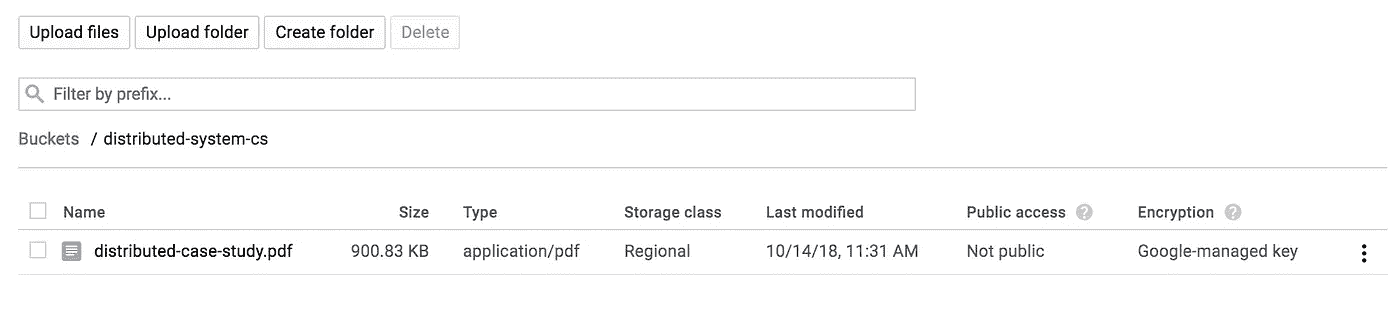 Upload files Upload folder Create folder Delete
Filter by prefix...
Buckets / distributed-system-cs
Name Size Type Storage class Last modified Public access ? Encryption ?
distributed-case-study.pdf 900.83 KB application/pdf Regional 10/14/18, 11:31 AM Not public Google-managed key